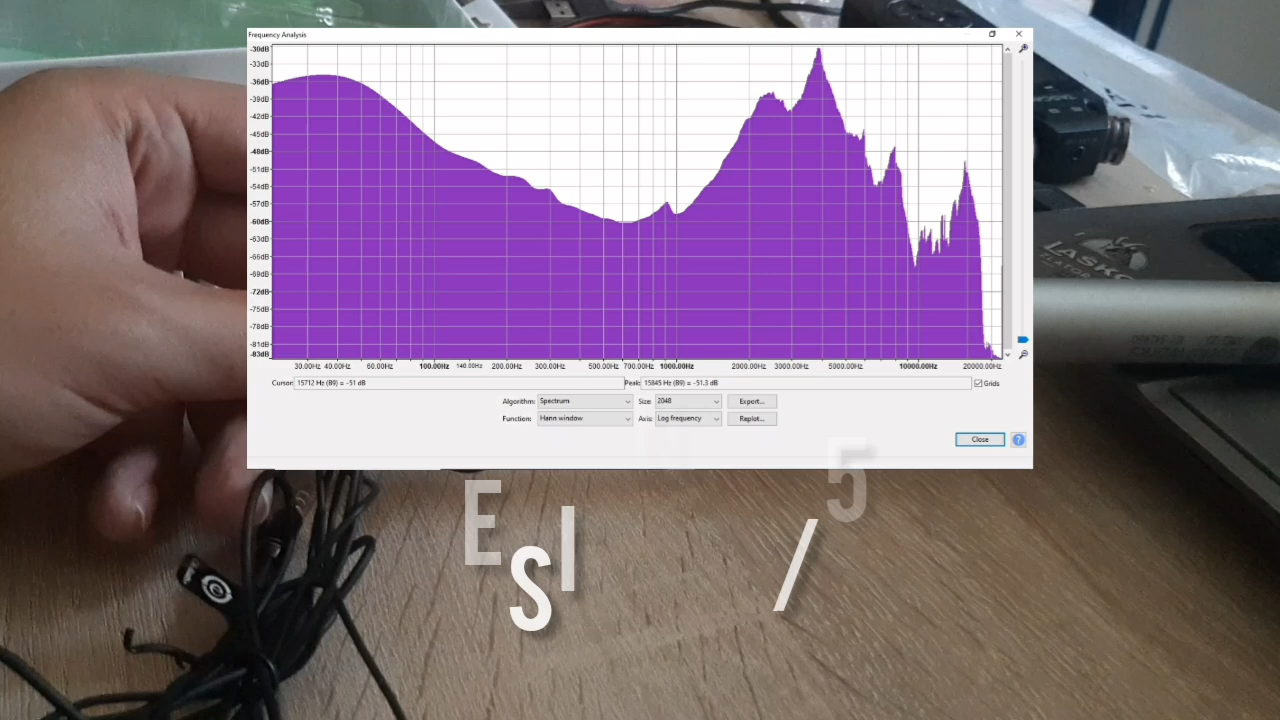 Frequency Analysis
-30dB
-33dB
-36dB
-39dB
-42dB
-45dB
-48dB
-51dB
-54dB
-57dB
-60dB
-63dB
-66dB
-69dB
-72dB
-75dB
-78dB
-81dB
-83dB
30.00Hz 40.00Hz 60.00Hz 100.00Hz 140.00Hz 200.00Hz 300.00Hz 500.00Hz 700.00Hz 1000.00Hz 2000.00Hz 3000.00Hz 5000.00Hz 10000.00Hz 20000.00Hz
Cursor: 15712 Hz (B9) = -51 dB Peak: 15845 Hz (B9) = -51.3 dB Grids
Algorithm: Spectrum Size: 2048 Export...
Function: Hann window Axis: Log frequency Replot...
Close ?
LASKO
E S I / 5